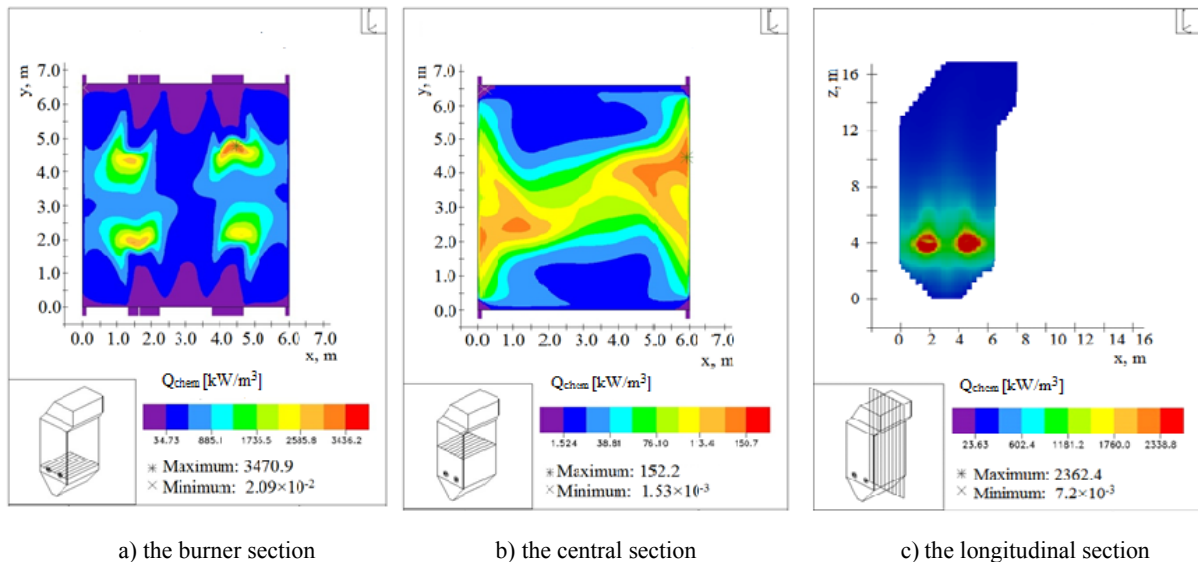 y, m
7.0
6.0
5.0
4.0
3.0
2.0
1.0
0.0
0.0 1.0 2.0 3.0 4.0 5.0 6.0 7.0
x, m
Qchem [kW/m³]
34.73 885.1 1735.5 2585.8 3436.2
* Maximum: 3470.9
× Minimum: 2.09×10⁻²
a) the burner section
y, m
7.0
6.0
5.0
4.0
3.0
2.0
1.0
0.0
0.0 1.0 2.0 3.0 4.0 5.0 6.0 7.0
x, m
Qchem [kW/m³]
1.524 38.81 76.10 1 3.4 150.7
* Maximum: 152.2
× Minimum: 1.53×10⁻³
b) the central section
z, m
16
12
8
4
0
0 2 4 6 8 10 12 14 16
x, m
Qchem [kW/m³]
23.63 602.4 1181.2 1760.0 2338.8
* Maximum: 2362.4
× Minimum: 7.2×10⁻³
c) the longitudinal section